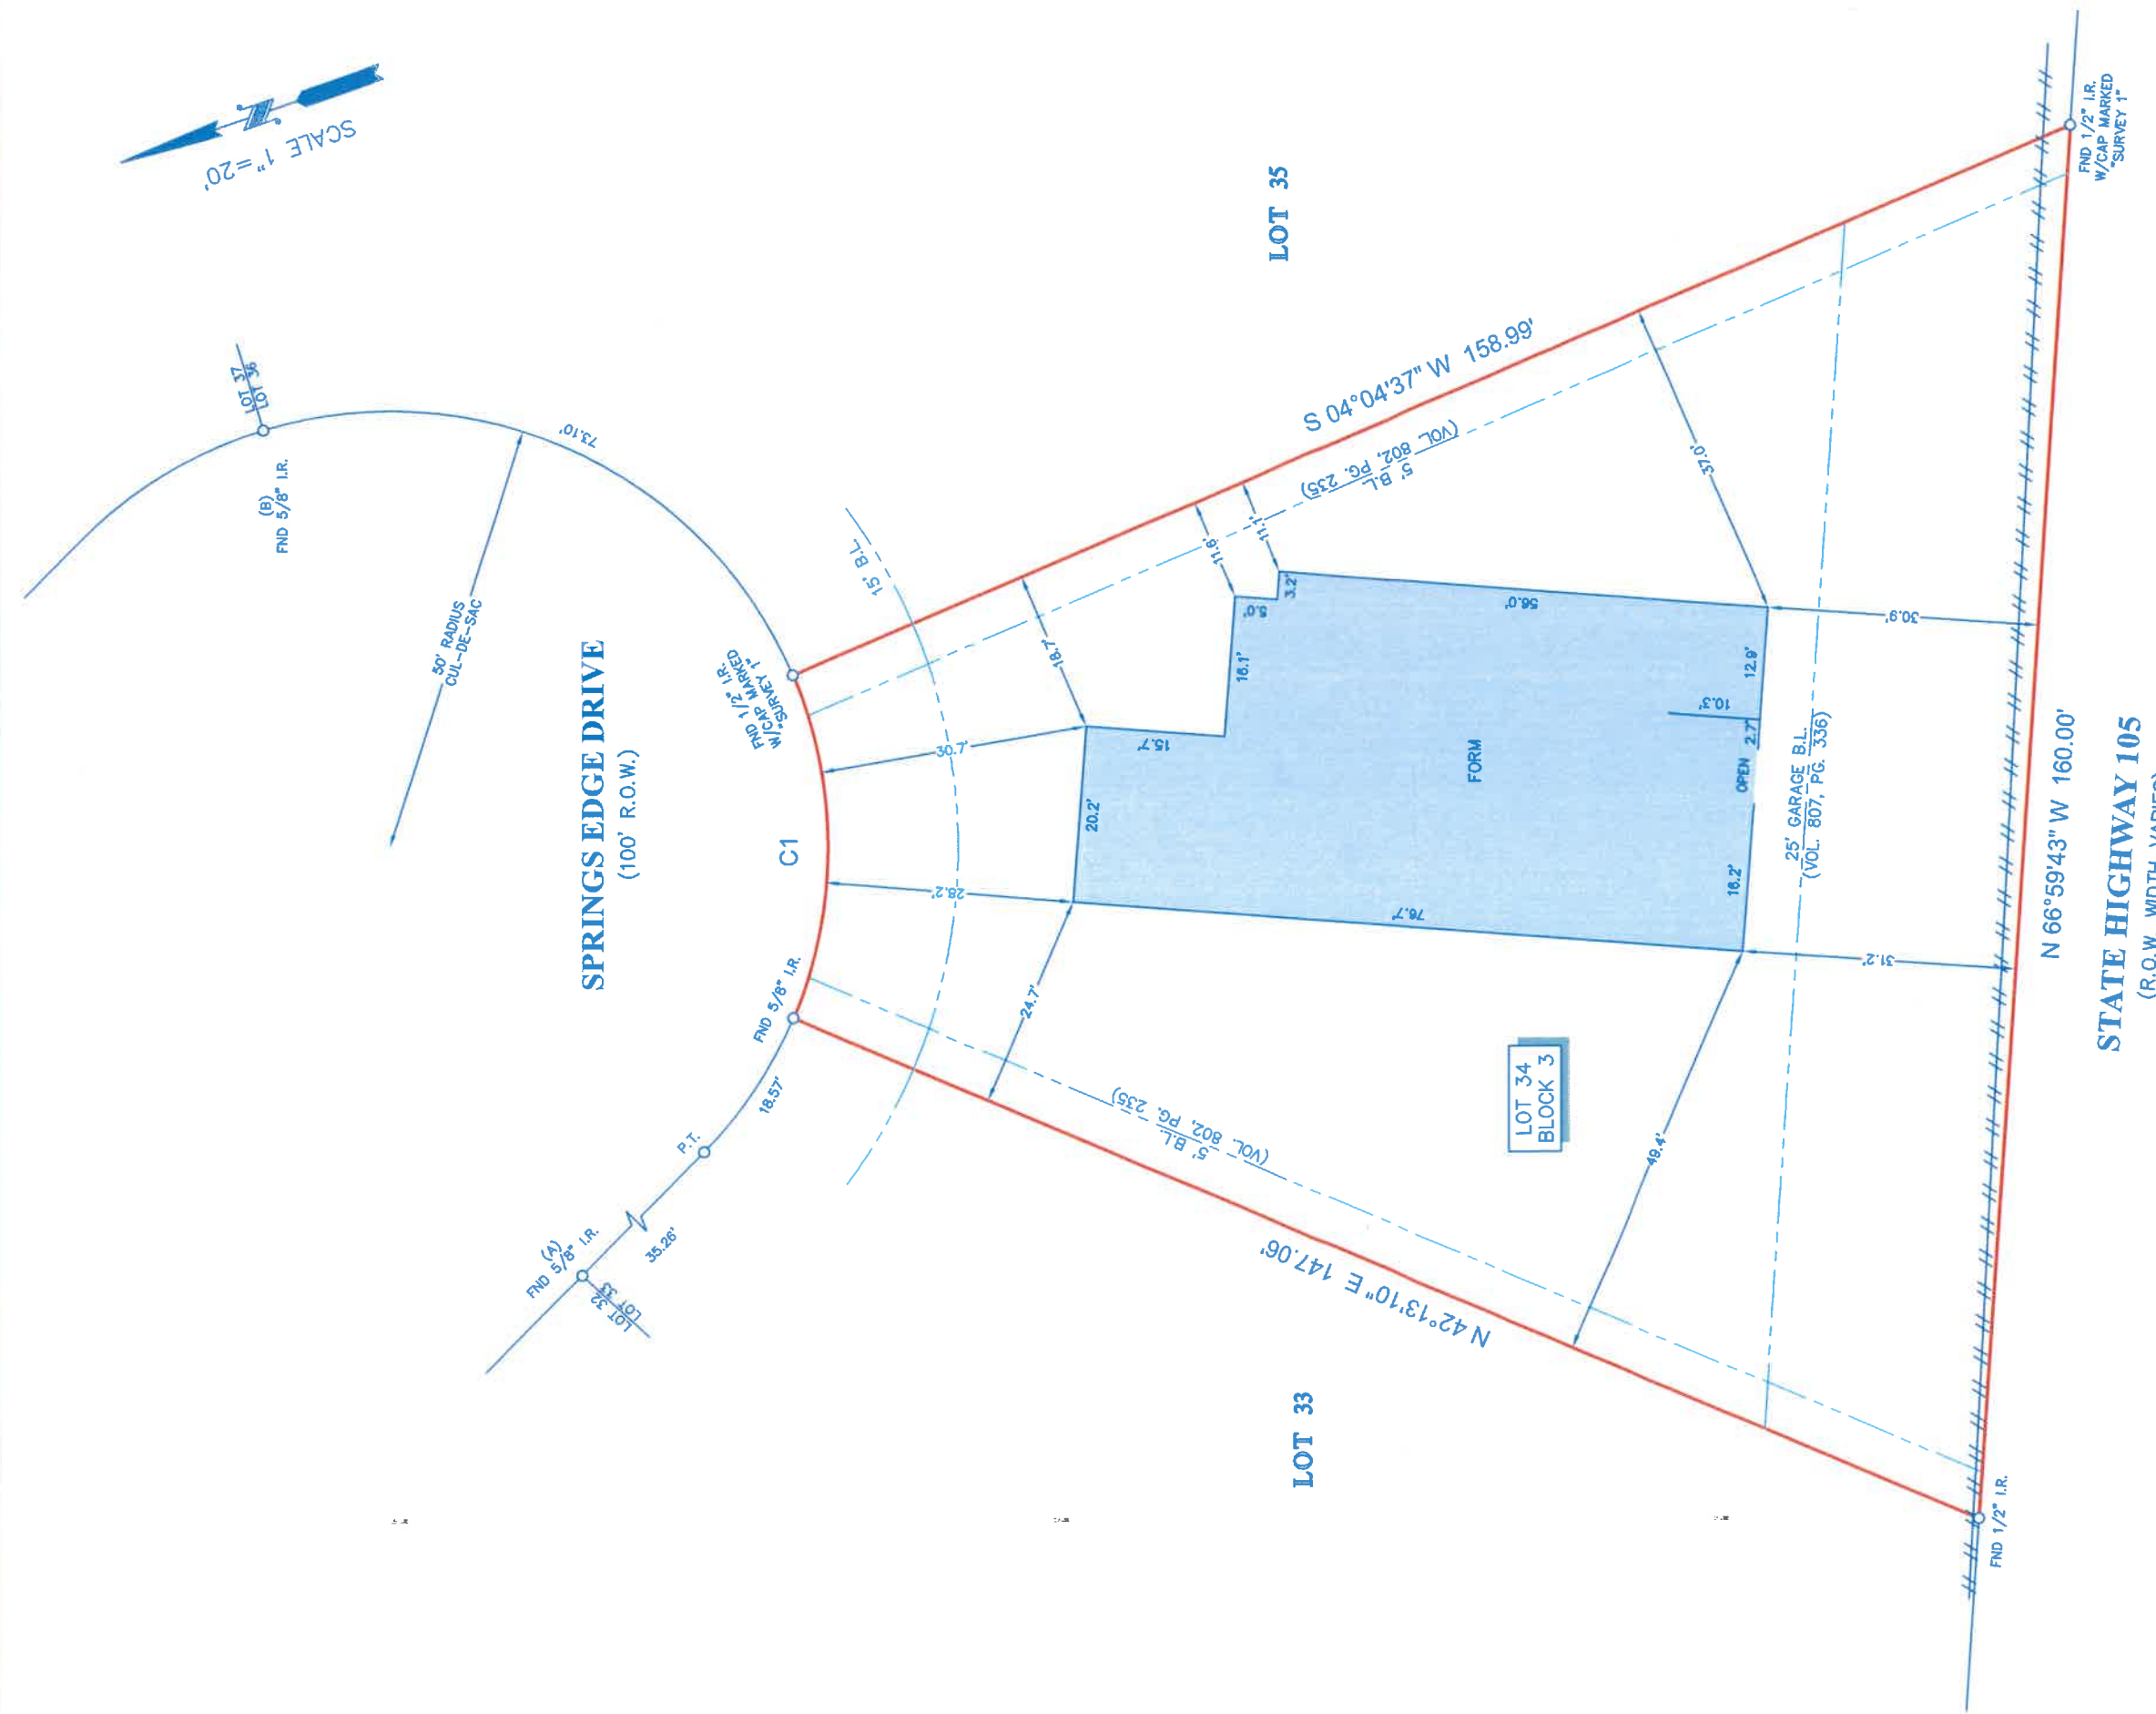 SCALE 1"=20'
LOT 37
LOT 36
(B)
FND 5/8" I.R.
73.10'
50' RADIUS
CUL-DE-SAC
SPRINGS EDGE DRIVE
(100' R.O.W.)
FND 1/2" I.R.
W/CAP MARKED
"SURVEY 1"
15' B.L.
C1
FND 5/8" I.R.
18.57'
P.T.
35.26'
(A)
FND 5/8" I.R.
LOT 32
LOT 33
LOT 35
S 04°04'37" W 158.99'
5' B.L.
(VOL. 802, PG. 235)
18.7'
30.7'
28.2'
24.7'
11.6'
11.1'
20.2'
15.7'
16.1'
5.0'
3.2'
56.0'
76.7'
FORM
37.0'
30.9'
12.9'
10.3'
2.7'
OPEN
16.2'
25' GARAGE B.L.
(VOL. 807, PG. 336)
31.2'
49.4'
LOT 34
BLOCK 3
5' B.L.
(VOL. 802, PG. 235)
N 42°13'10" E 147.06'
LOT 33
FND 1/2" I.R.
W/CAP MARKED
"SURVEY 1"
FND 1/2" I.R.
N 66°59'43" W 160.00'
STATE HIGHWAY 105
(R.O.W. WIDTH VARIES)